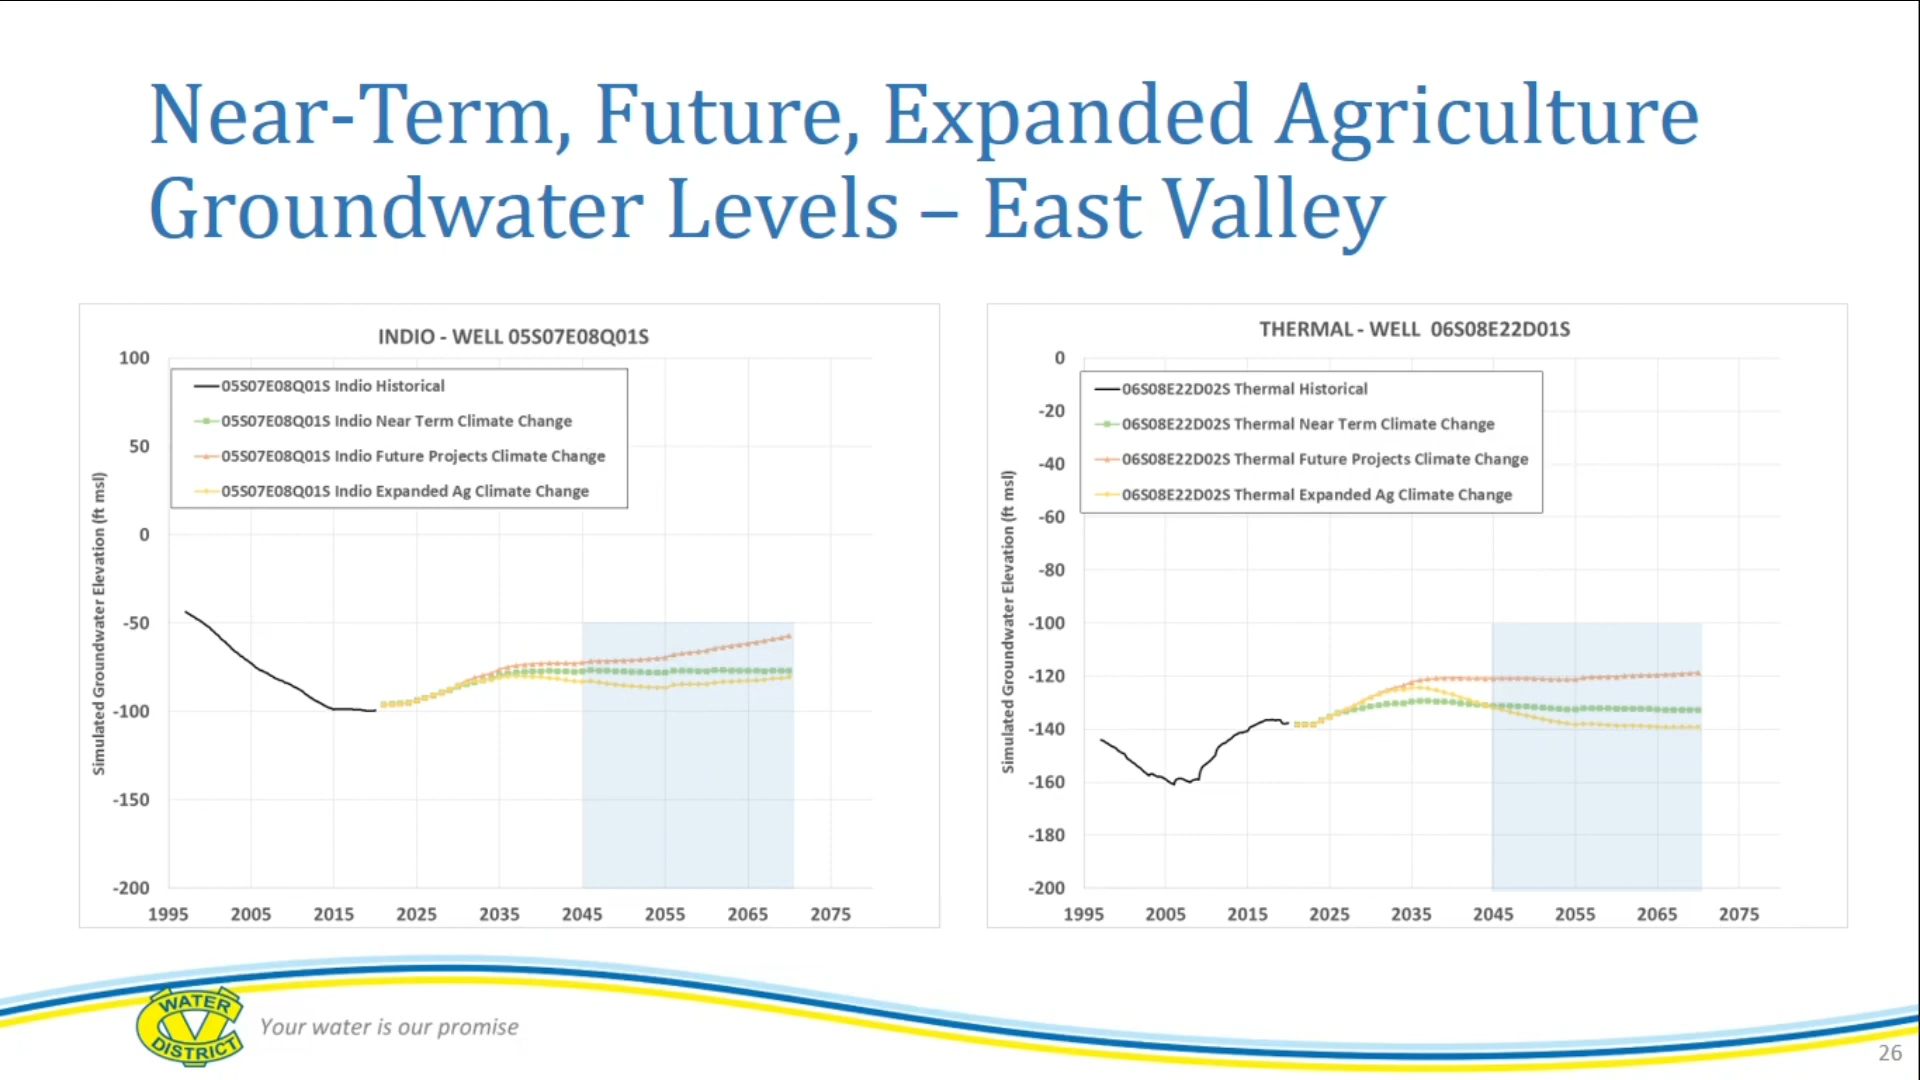 Near-Term, Future, Expanded Agriculture
Groundwater Levels – East Valley
INDIO - WELL 05S07E08Q01S
05S07E08Q01S Indio Historical
05S07E08Q01S Indio Near Term Climate Change
05S07E08Q01S Indio Future Projects Climate Change
05S07E08Q01S Indio Expanded Ag Climate Change
Simulated Groundwater Elevation (ft msl)
100
50
0
-50
-100
-150
-200
1995 2005 2015 2025 2035 2045 2055 2065 2075
THERMAL - WELL 06S08E22D01S
06S08E22D02S Thermal Historical
06S08E22D02S Thermal Near Term Climate Change
06S08E22D02S Thermal Future Projects Climate Change
06S08E22D02S Thermal Expanded Ag Climate Change
Simulated Groundwater Elevation (ft msl)
0
-20
-40
-60
-80
-100
-120
-140
-160
-180
-200
1995 2005 2015 2025 2035 2045 2055 2065 2075
WATER
CV
DISTRICT
Your water is our promise
26